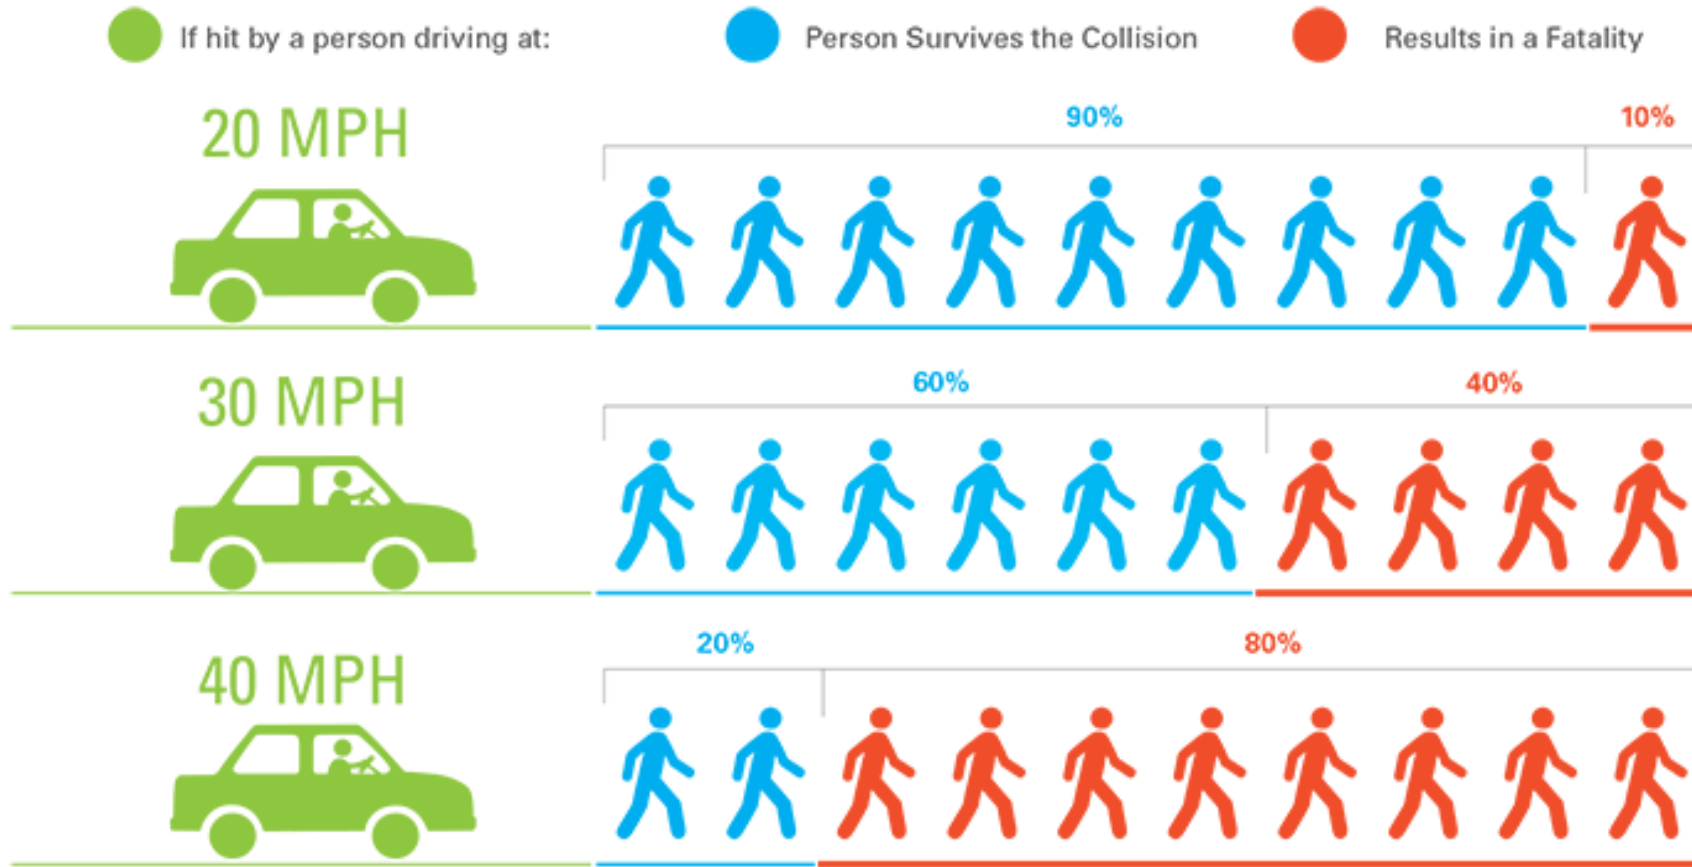 If hit by a person driving at:
Person Survives the Collision
Results in a Fatality
20 MPH
90%
10%
30 MPH
60%
40%
40 MPH
20%
80%